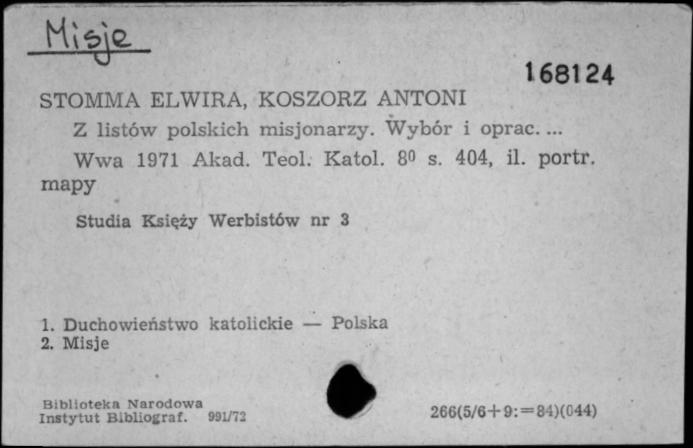 Misje
168124
STOMMA ELWIRA, KOSZORZ ANTONI
Z listów polskich misjonarzy. Wybór i oprac. ...
Wwa 1971 Akad. Teol. Katol. 8⁰ s. 404, il. portr.
mapy
Studia Księży Werbistów nr 3
1. Duchowieństwo katolickie — Polska
2. Misje
Biblioteka Narodowa
Instytut Bibliograf. 991/72
266(5/6+9:=84)(044)